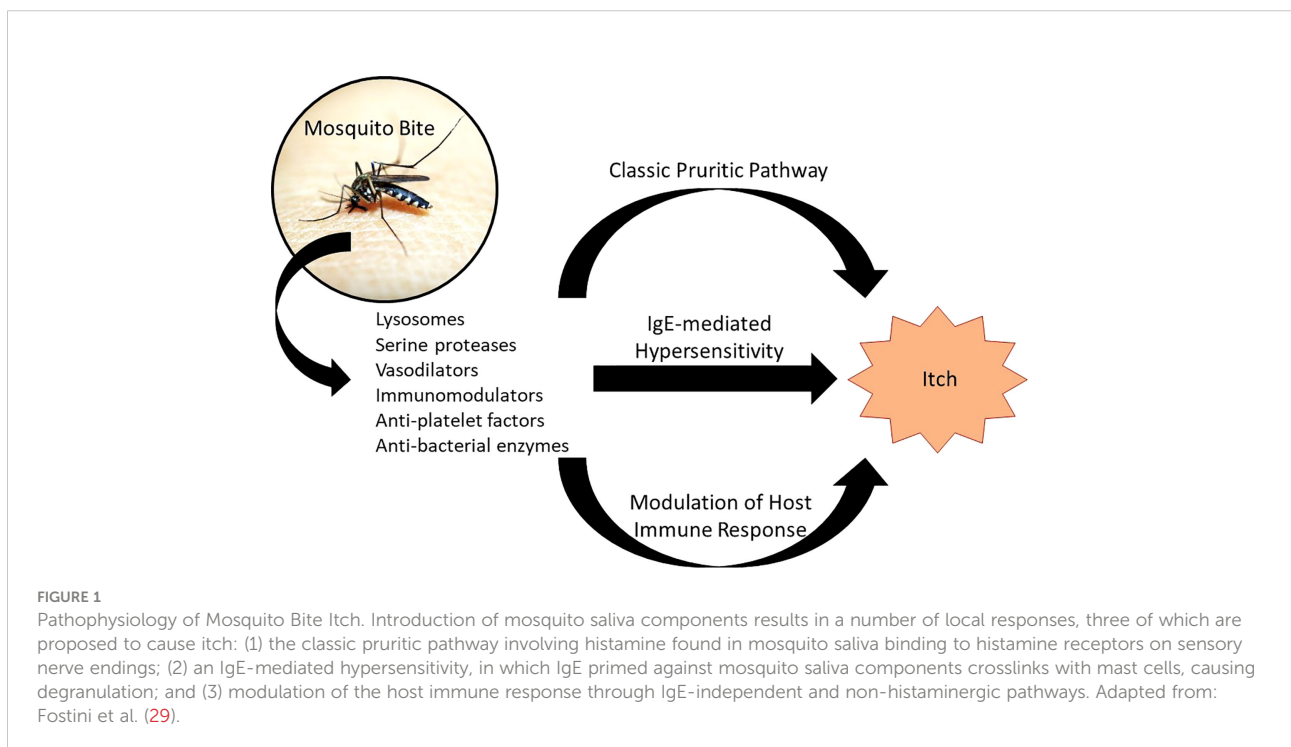 Mosquito Bite
Classic Pruritic Pathway
Lysosomes
Serine proteases
Vasodilators
Immunomodulators
Anti-platelet factors
Anti-bacterial enzymes
IgE-mediated
Hypersensitivity
Itch
Modulation of Host
Immune Response
FIGURE 1
Pathophysiology of Mosquito Bite Itch. Introduction of mosquito saliva components results in a number of local responses, three of which are
proposed to cause itch: (1) the classic pruritic pathway involving histamine found in mosquito saliva binding to histamine receptors on sensory
nerve endings; (2) an IgE-mediated hypersensitivity, in which IgE primed against mosquito saliva components crosslinks with mast cells, causing
degranulation; and (3) modulation of the host immune response through IgE-independent and non-histaminergic pathways. Adapted from:
Fostini et al. (29).